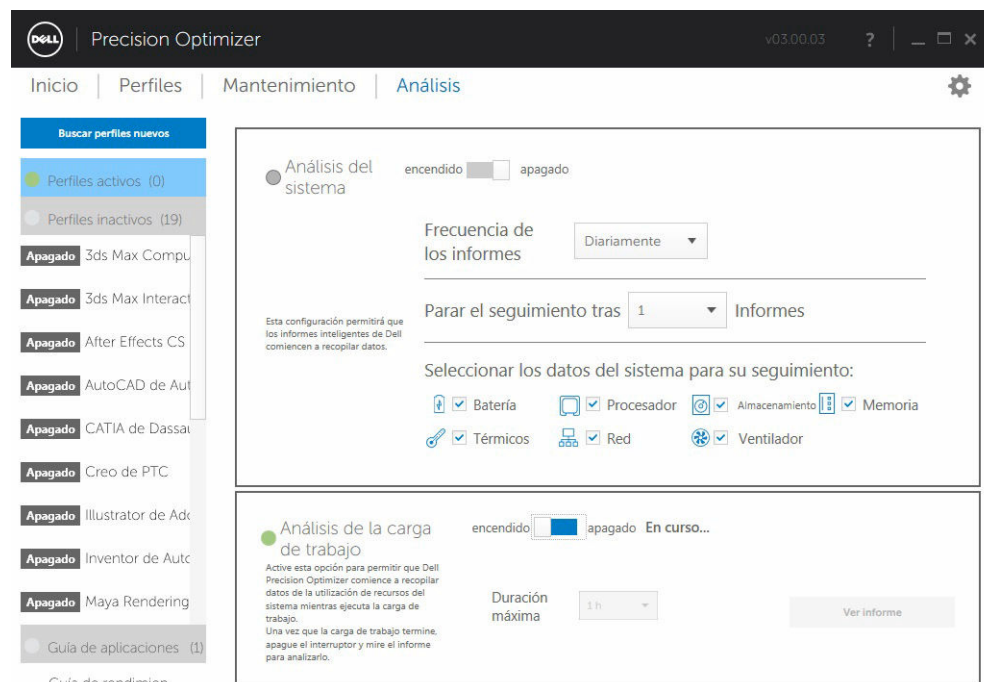 DELL
Precision Optimizer
v03.00.03
?
Inicio
Perfiles
Mantenimiento
Análisis
Buscar perfiles nuevos
Perfiles activos (0)
Perfiles inactivos (19)
Apagado 3ds Max Compu
Apagado 3ds Max Interact
Apagado After Effects CS
Apagado AutoCAD de Aut
Apagado CATIA de Dassau
Apagado Creo de PTC
Apagado Illustrator de Ado
Apagado Inventor de Auto
Apagado Maya Rendering
Guía de aplicaciones (1)
Análisis del
sistema
encendido
apagado
Frecuencia de
los informes
Diariamente
Esta configuración permitirá que
los informes inteligentes de Dell
comiencen a recopilar datos.
Parar el seguimiento tras 1 Informes
Seleccionar los datos del sistema para su seguimiento:
Batería
Procesador
Almacenamiento
Memoria
Térmicos
Red
Ventilador
Análisis de la carga
de trabajo
encendido
apagado En curso...
Active esta opción para permitir que Dell
Precision Optimizer comience a recopilar
datos de la utilización de recursos del
sistema mientras ejecuta la carga de
trabajo.
Una vez que la carga de trabajo termine,
apague el interruptor y mire el informe
para analizarlo.
Duración
máxima
1 h
Ver informe